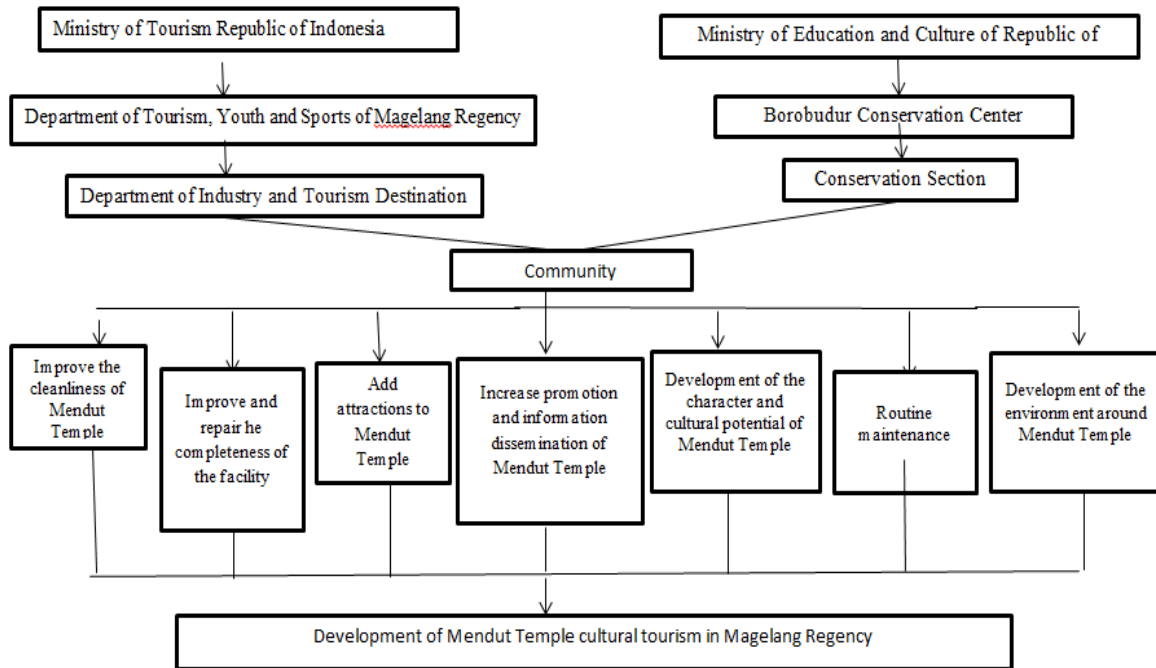 Ministry of Tourism Republic of Indonesia
Ministry of Education and Culture of Republic of
Department of Tourism, Youth and Sports of Magelang Regency
Borobudur Conservation Center
Department of Industry and Tourism Destination
Conservation Section
Community
Improve the
cleanliness of
Mendut
Temple
Improve and
repair he
completeness of
the facility
Add
attractions to
Mendut
Temple
Increase promotion
and information
dissemination of
Mendut Temple
Development of the
character and
cultural potential of
Mendut Temple
Routine
maintenance
Development of the
environment around
Mendut Temple
Development of Mendut Temple cultural tourism in Magelang Regency